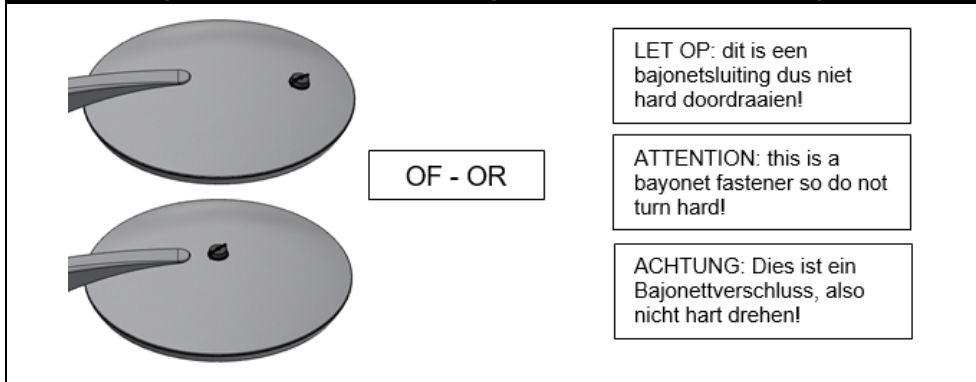 LET OP: dit is een
bajonetsluiting dus niet
hard doordraaien!
OF - OR
ATTENTION: this is a
bayonet fastener so do not
turn hard!
ACHTUNG: Dies ist ein
Bajonettverschluss, also
nicht hart drehen!